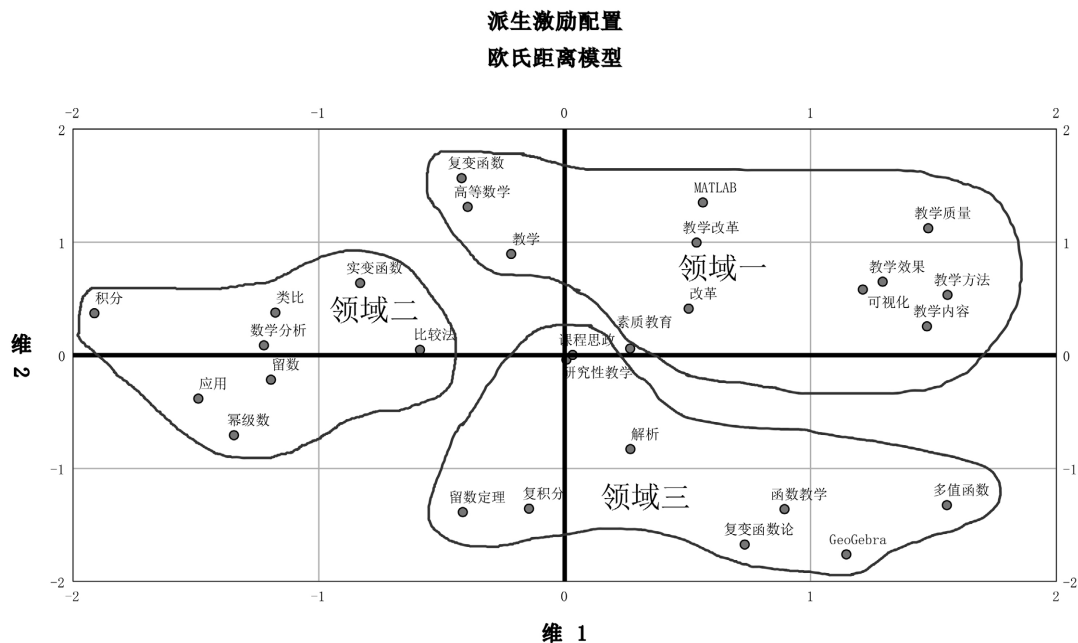 派生激励配置
欧氏距离模型
-2 -1 0 1 2
2 2
复变函数
高等数学
MATLAB
教学质量
教学改革
教学
1 1
实变函数
领域一
教学效果
教学方法
可视化
积分
类比
领域二
改革
教学内容
数学分析
比较法
素质教育
课程思政
维 2
0 0
留数
研究性教学
应用
幂级数
解析
-1 -1
留数定理
复积分
领域三
函数教学
多值函数
复变函数论
GeoGebra
-2 -2
-2 -1 0 1 2
维 1